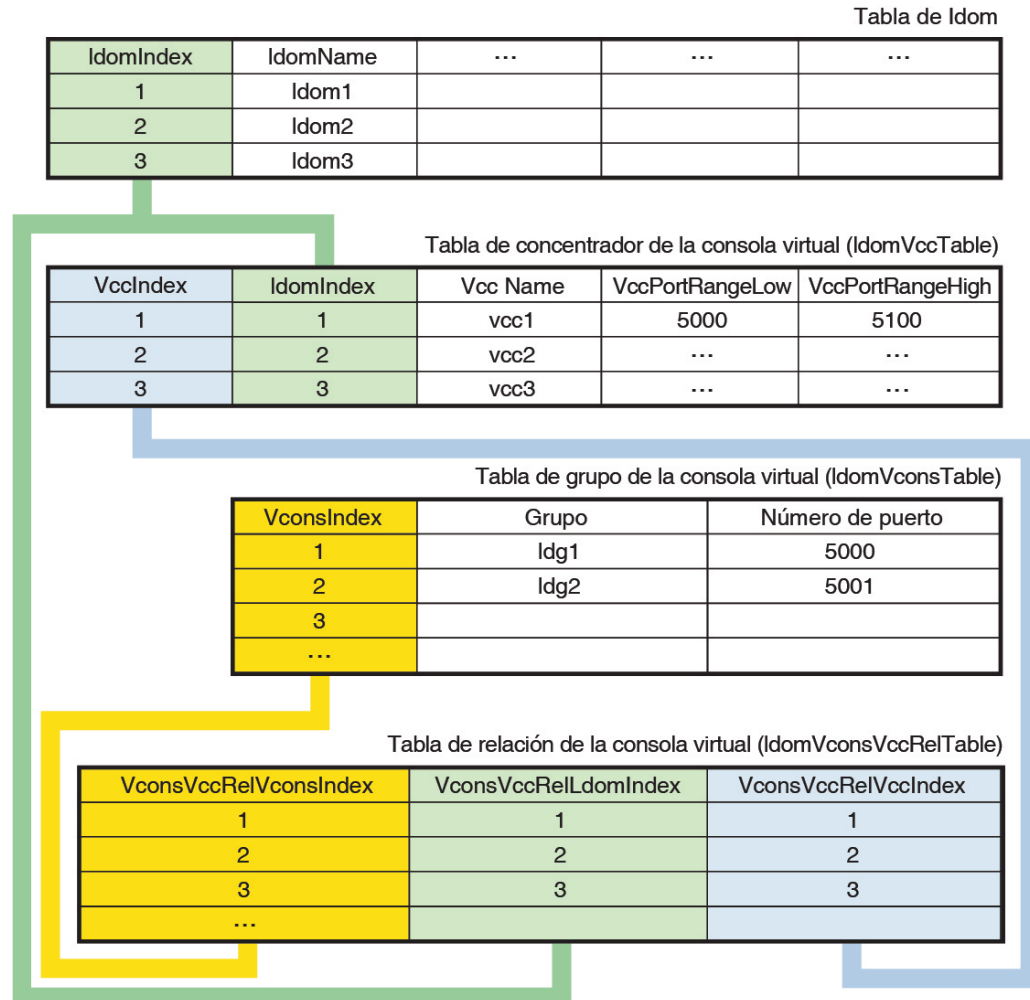 Tabla de ldom
ldomIndex ldomName ... ... ...
1 ldom1
2 ldom2
3 ldom3
Tabla de concentrador de la consola virtual (ldomVccTable)
VccIndex ldomIndex Vcc Name VccPortRangeLow VccPortRangeHigh
1 1 vcc1 5000 5100
2 2 vcc2 ... ...
3 3 vcc3 ... ...
Tabla de grupo de la consola virtual (ldomVconsTable)
VconsIndex Grupo Número de puerto
1 ldg1 5000
2 ldg2 5001
3
...
Tabla de relación de la consola virtual (ldomVconsVccRelTable)
VconsVccRelVconsIndex VconsVccRelLdomIndex VconsVccRelVccIndex
1 1 1
2 2 2
3 3 3
...